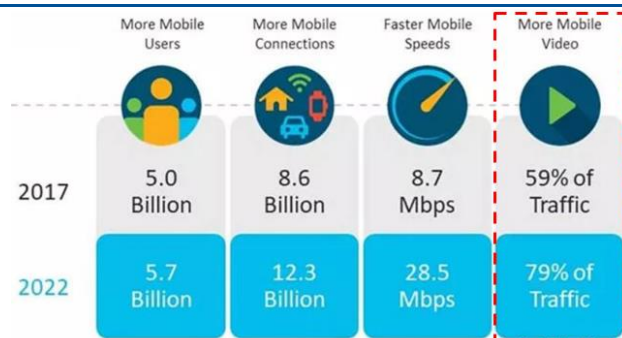 More Mobile
Users
More Mobile
Connections
Faster Mobile
Speeds
More Mobile
Video
2017
5.0
Billion
8.6
Billion
8.7
Mbps
59% of
Traffic
2022
5.7
Billion
12.3
Billion
28.5
Mbps
79% of
Traffic